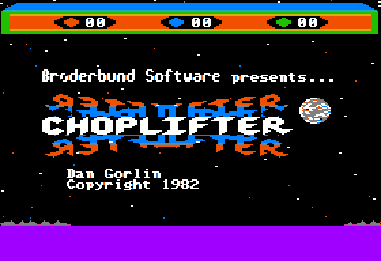 00 00 00
Broderbund Software presents...
CHOPLIFTER
Dan Gorlin
Copyright 1982